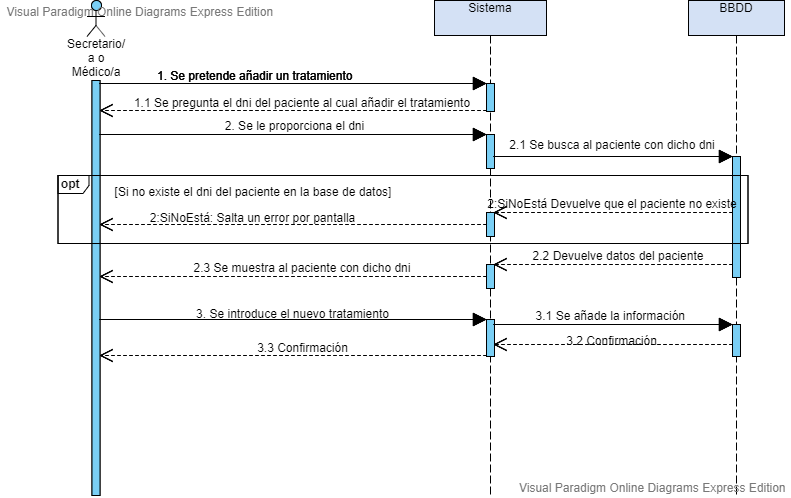 Visual Paradigm Online Diagrams Express Edition
Sistema
BBDD
Secretario/
a o
Médico/a
1. Se pretende añadir un tratamiento
1.1 Se pregunta el dni del paciente al cual añadir el tratamiento
2. Se le proporciona el dni
2.1 Se busca al paciente con dicho dni
opt
[Si no existe el dni del paciente en la base de datos]
2:SiNoEstá Devuelve que el paciente no existe
2:SiNoEstá: Salta un error por pantalla
2.2 Devuelve datos del paciente
2.3 Se muestra al paciente con dicho dni
3. Se introduce el nuevo tratamiento
3.1 Se añade la información
3.2 Confirmación
3.3 Confirmación
Visual Paradigm Online Diagrams Express Edition